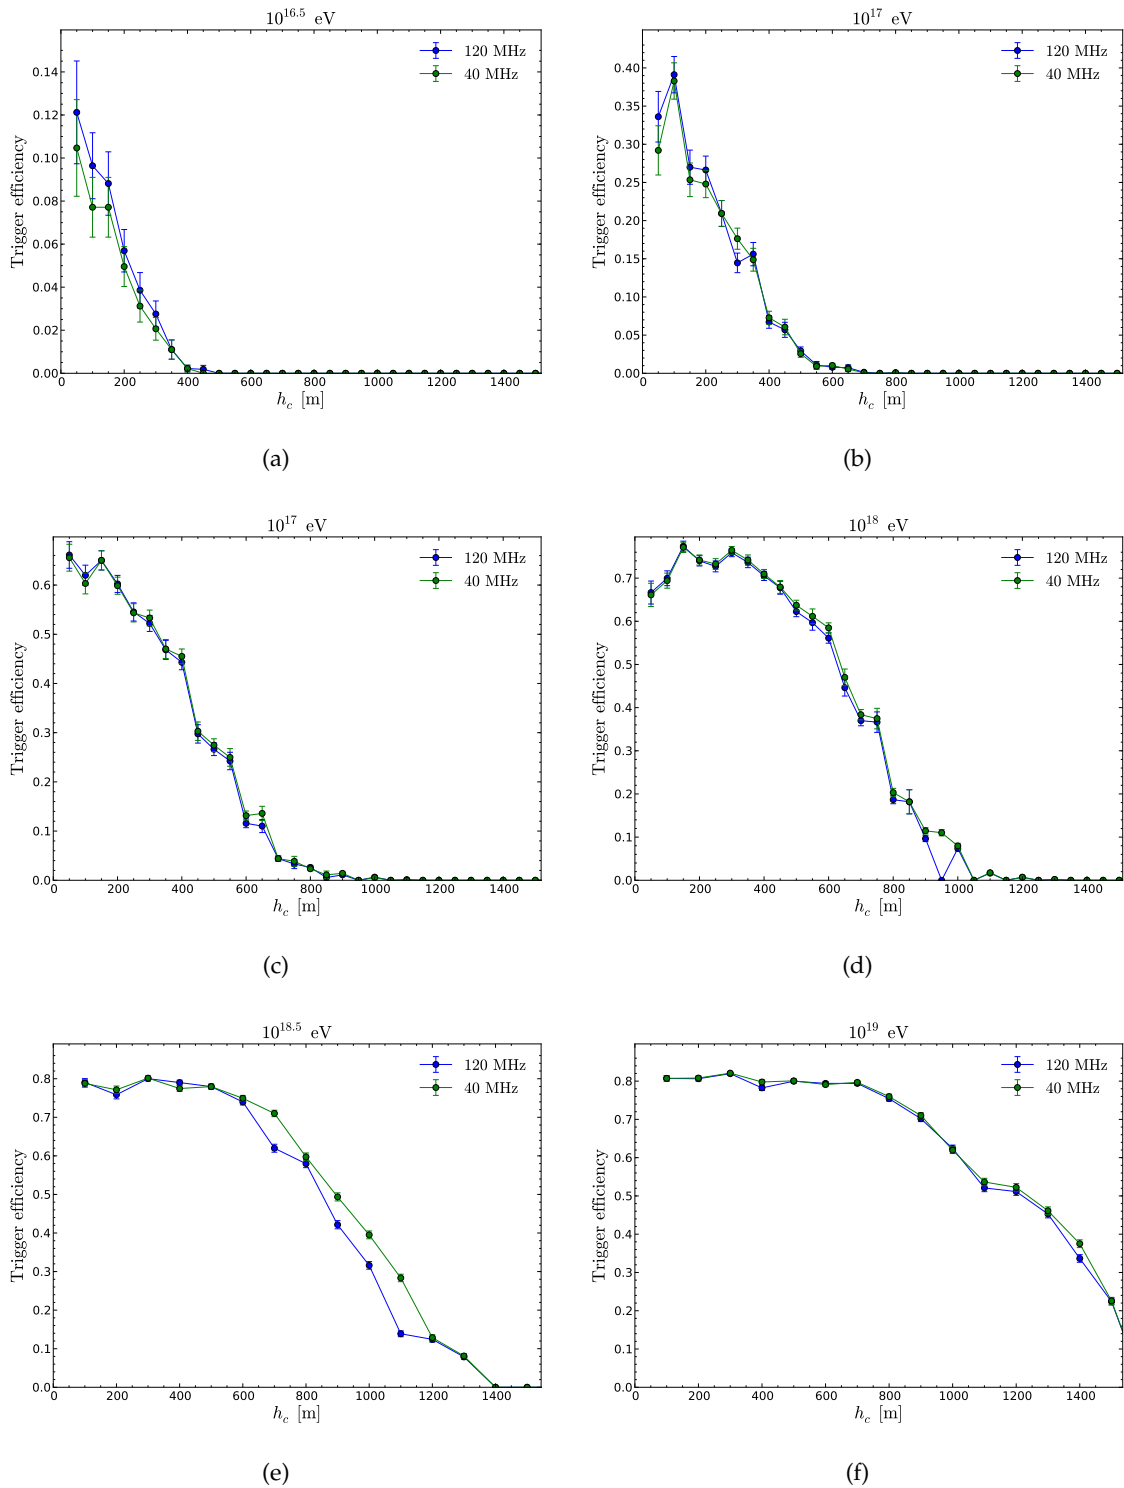 10^16.5 eV
120 MHz
40 MHz
Trigger efficiency
0.14
0.12
0.10
0.08
0.06
0.04
0.02
0.00
0 200 400 600 800 1000 1200 1400
h_c [m]
(a)
10^17 eV
120 MHz
40 MHz
Trigger efficiency
0.40
0.35
0.30
0.25
0.20
0.15
0.10
0.05
0.00
0 200 400 600 800 1000 1200 1400
h_c [m]
(b)
10^17 eV
120 MHz
40 MHz
Trigger efficiency
0.6
0.5
0.4
0.3
0.2
0.1
0.0
0 200 400 600 800 1000 1200 1400
h_c [m]
(c)
10^18 eV
120 MHz
40 MHz
Trigger efficiency
0.7
0.6
0.5
0.4
0.3
0.2
0.1
0.0
0 200 400 600 800 1000 1200 1400
h_c [m]
(d)
10^18.5 eV
120 MHz
40 MHz
Trigger efficiency
0.8
0.7
0.6
0.5
0.4
0.3
0.2
0.1
0.0
0 200 400 600 800 1000 1200 1400
h_c [m]
(e)
10^19 eV
120 MHz
40 MHz
Trigger efficiency
0.8
0.7
0.6
0.5
0.4
0.3
0.2
0.1
0.0
0 200 400 600 800 1000 1200 1400
h_c [m]
(f)